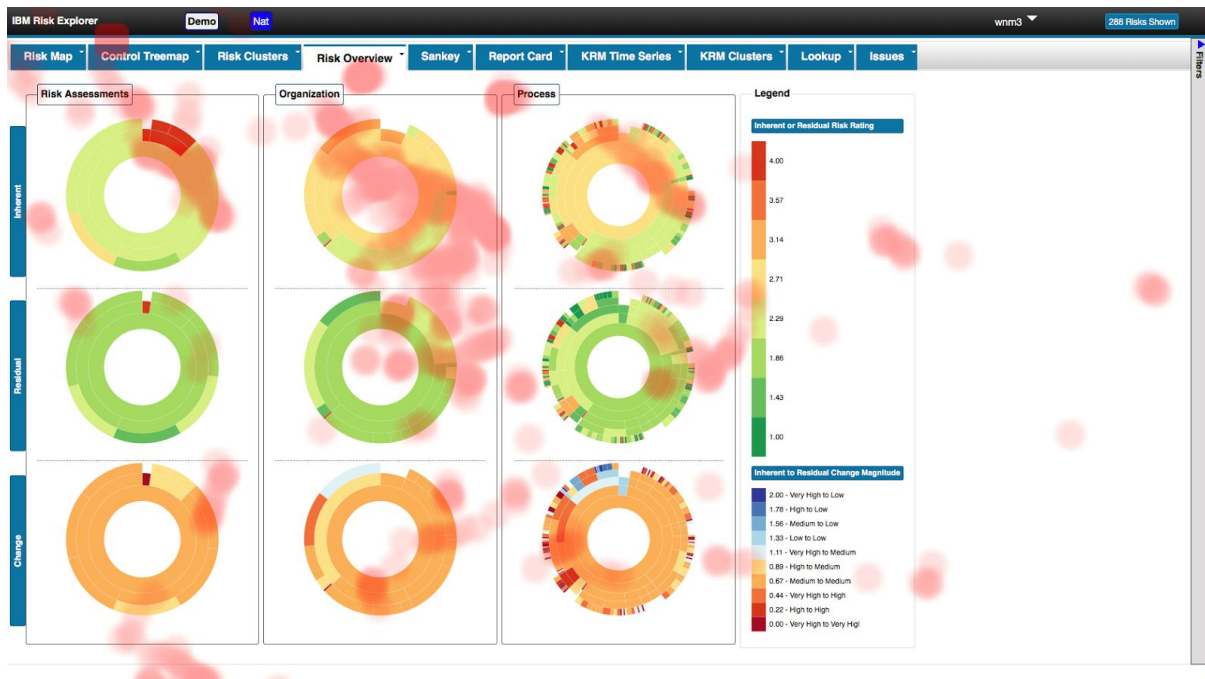 IBM Risk Explorer Demo Nat wnm3 288 Risks Shown
Risk Map Control Treemap Risk Clusters Risk Overview Sankey Report Card KRM Time Series KRM Clusters Lookup Issues
Filters
Risk Assessments Organization Process Legend
Inherent
Residual
Change
Inherent or Residual Risk Rating
4.00
3.57
3.14
2.71
2.29
1.86
1.43
1.00
Inherent to Residual Change Magnitude
2.00 - Very High to Low
1.78 - High to Low
1.56 - Medium to Low
1.33 - Low to Low
1.11 - Very High to Medium
0.89 - High to Medium
0.67 - Medium to Medium
0.44 - Very High to High
0.22 - High to High
0.00 - Very High to Very Higl